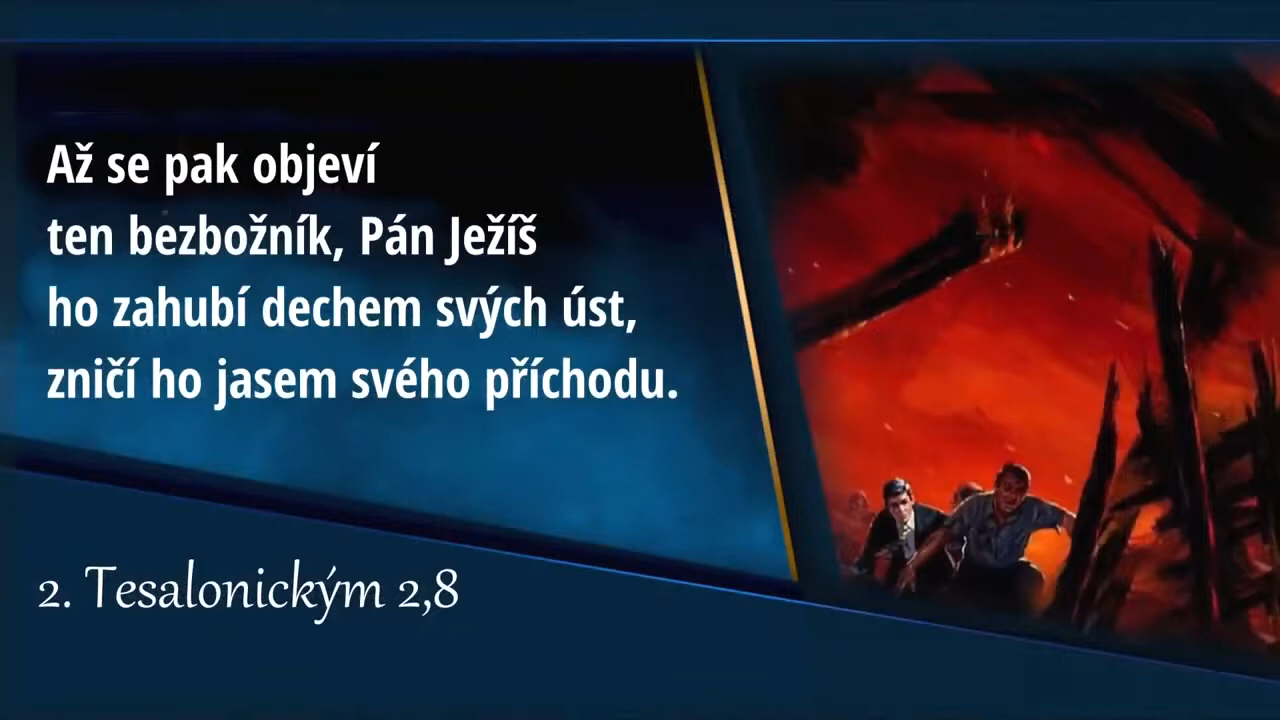 Až se pak objeví
ten bezbožník, Pán Ježíš
ho zahubí dechem svých úst,
zničí ho jasem svého příchodu.
2. Tesalonickým 2,8